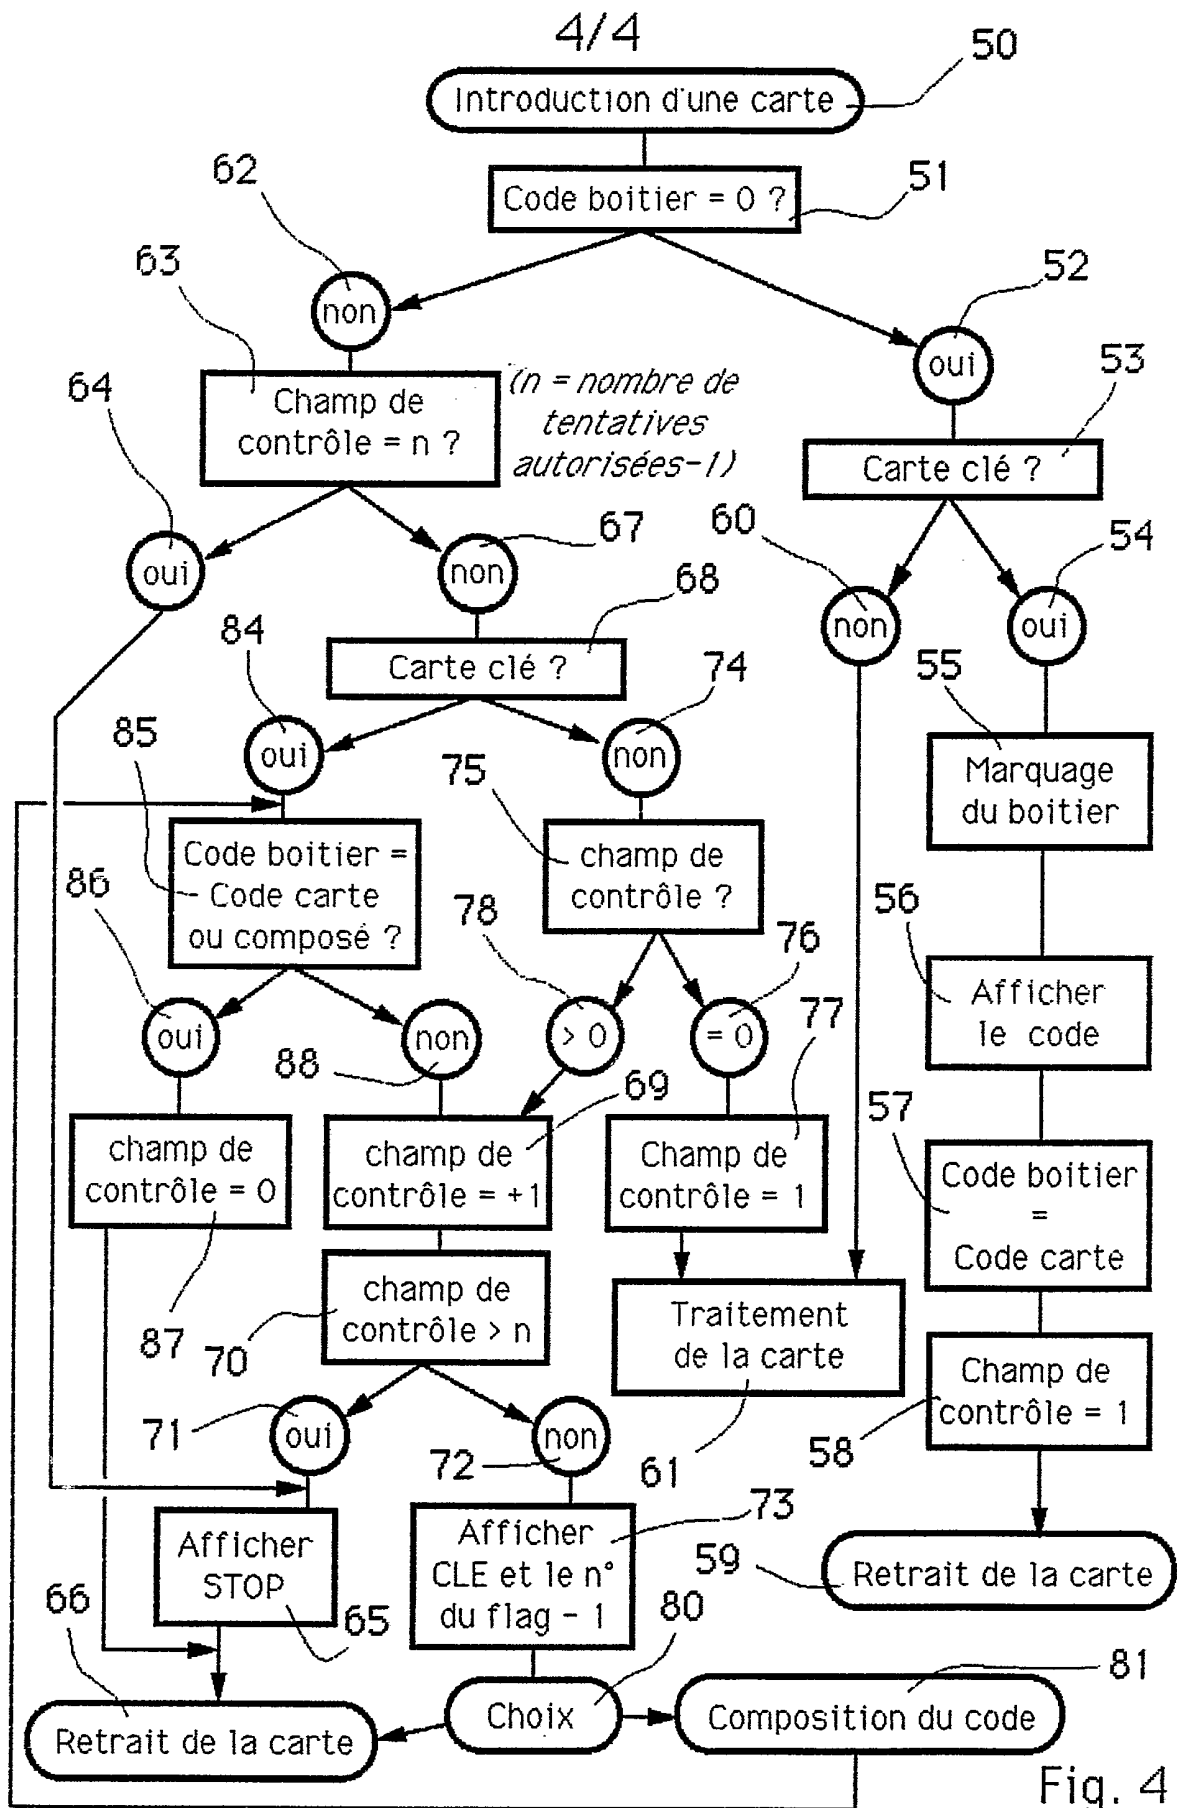 4/4
50
Introduction d'une carte
62
51
Code boitier = 0 ?
63
52
non
53
64
oui
Champ de
contrôle = n ?
(n = nombre de
tentatives
autorisées-1)
Carte clé ?
67
60
54
oui
non
68
non
oui
84
Carte clé ?
74
55
85
oui
non
75
Marquage
du boitier
Code boitier =
Code carte
ou composé ?
champ de
contrôle ?
86
78
76
56
Afficher
le code
oui
non
> 0
= 0
77
88
69
57
champ de
contrôle = 0
champ de
contrôle = +1
Champ de
contrôle = 1
Code boitier
=
Code carte
87
70
champ de
contrôle > n
Traitement
de la carte
Champ de
contrôle = 1
71
oui
non
72
61
58
73
Afficher
STOP
Afficher
CLE et le n°
du flag - 1
59
Retrait de la carte
66
65
80
81
Retrait de la carte
Choix
Composition du code
Fig. 4